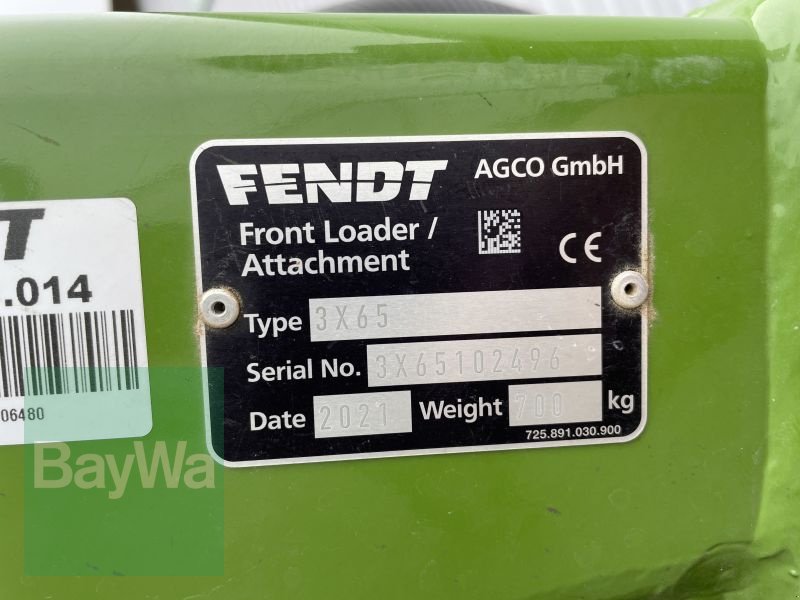 FENDT AGCO GmbH
Front Loader /
Attachment
CE
Type 3X65
Serial No. 3X65102496
Date 2021 Weight 700 kg
725.891.030.900
T
.014
06480
BayWa